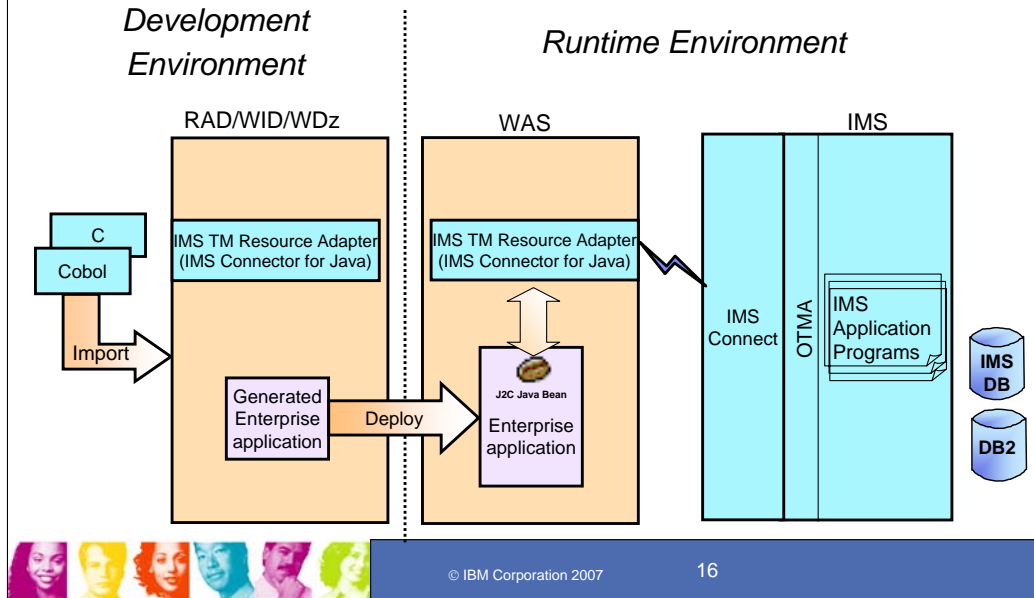 Development
Environment
Runtime Environment
RAD/WID/WDz
WAS
IMS
C
Cobol
Import
IMS TM Resource Adapter
(IMS Connector for Java)
Generated
Enterprise
application
Deploy
IMS TM Resource Adapter
(IMS Connector for Java)
J2C Java Bean
Enterprise
application
IMS
Connect
OTMA
IMS
Application
Programs
IMS
DB
DB2
© IBM Corporation 2007
16